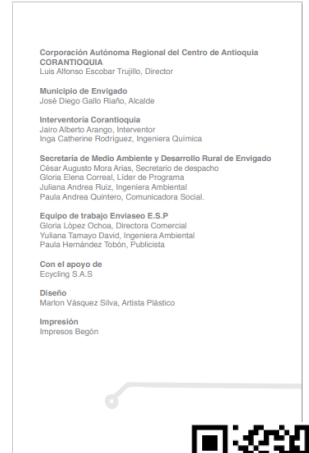 Corporación Autónoma Regional del Centro de Antioquia
CORANTIOQUIA
Luis Alfonso Escobar Trujillo, Director
Municipio de Envigado
José Diego Gallo Riaño, Alcalde
Interventoría Corantioquia
Jairo Alberto Arango, Interventor
Inga Catherine Rodríguez, Ingeniera Química
Secretaría de Medio Ambiente y Desarrollo Rural de Envigado
César Augusto Mora Arias, Secretario de despacho
Gloria Elena Correal, Líder de Programa
Juliana Andrea Ruiz, Ingeniera Ambiental
Paula Andrea Quintero, Comunicadora Social.
Equipo de trabajo Enviaseo E.S.P
Gloria López Ochoa, Directora Comercial
Yuliana Tamayo David, Ingeniera Ambiental
Paula Hernández Tobón, Publicista
Con el apoyo de
Ecycling S.A.S
Diseño
Marlon Vásquez Silva, Artista Plástico
Impresión
Impresos Begón